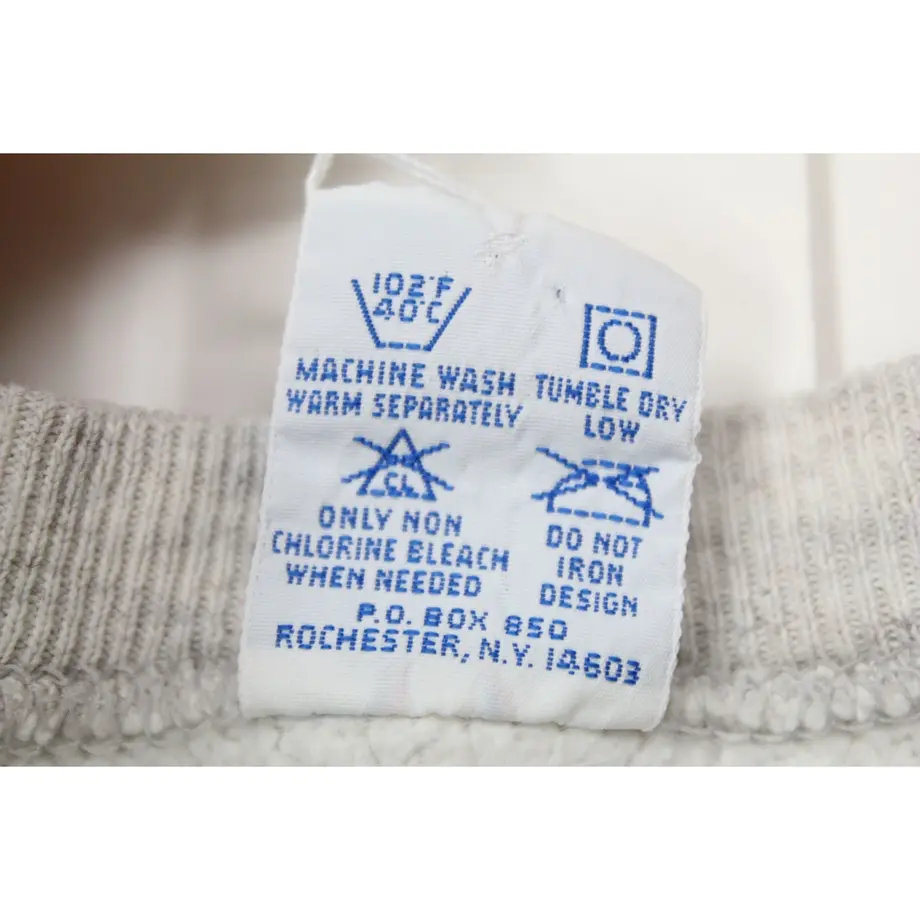 102°F
40°C
MACHINE WASH
WARM SEPARATELY
TUMBLE DRY
LOW
CL
ONLY NON
CHLORINE BLEACH
WHEN NEEDED
DO NOT
IRON
DESIGN
P.O. BOX 850
ROCHESTER, N.Y. 14603